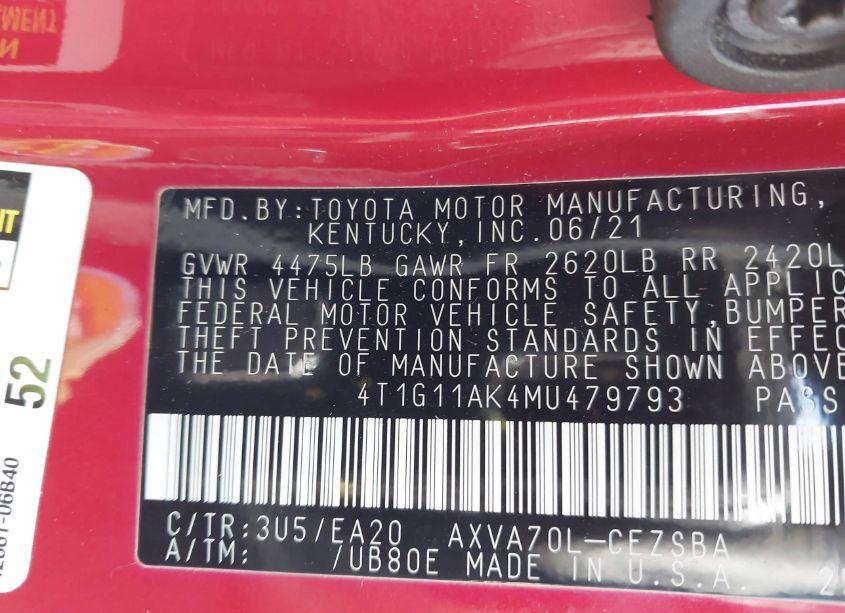 MFD.BY:TOYOTA MOTOR MANUFACTURING,
KENTUCKY,INC.06/21
GVWR 4475LB GAWR FR 2620LB RR 2420L
THIS VEHICLE CONFORMS TO ALL APPLIC
FEDERAL MOTOR VEHICLE SAFETY,BUMPER
THEFT PREVENTION STANDARDS IN EFFEC
THE DATE OF MANUFACTURE SHOWN ABOVE
4T1G11AK4MU479793 PASS
C/TR:3U5/EA20 AXVA70L-CEZSBA
A/TM: /UB80E MADE IN U.S.A.
52